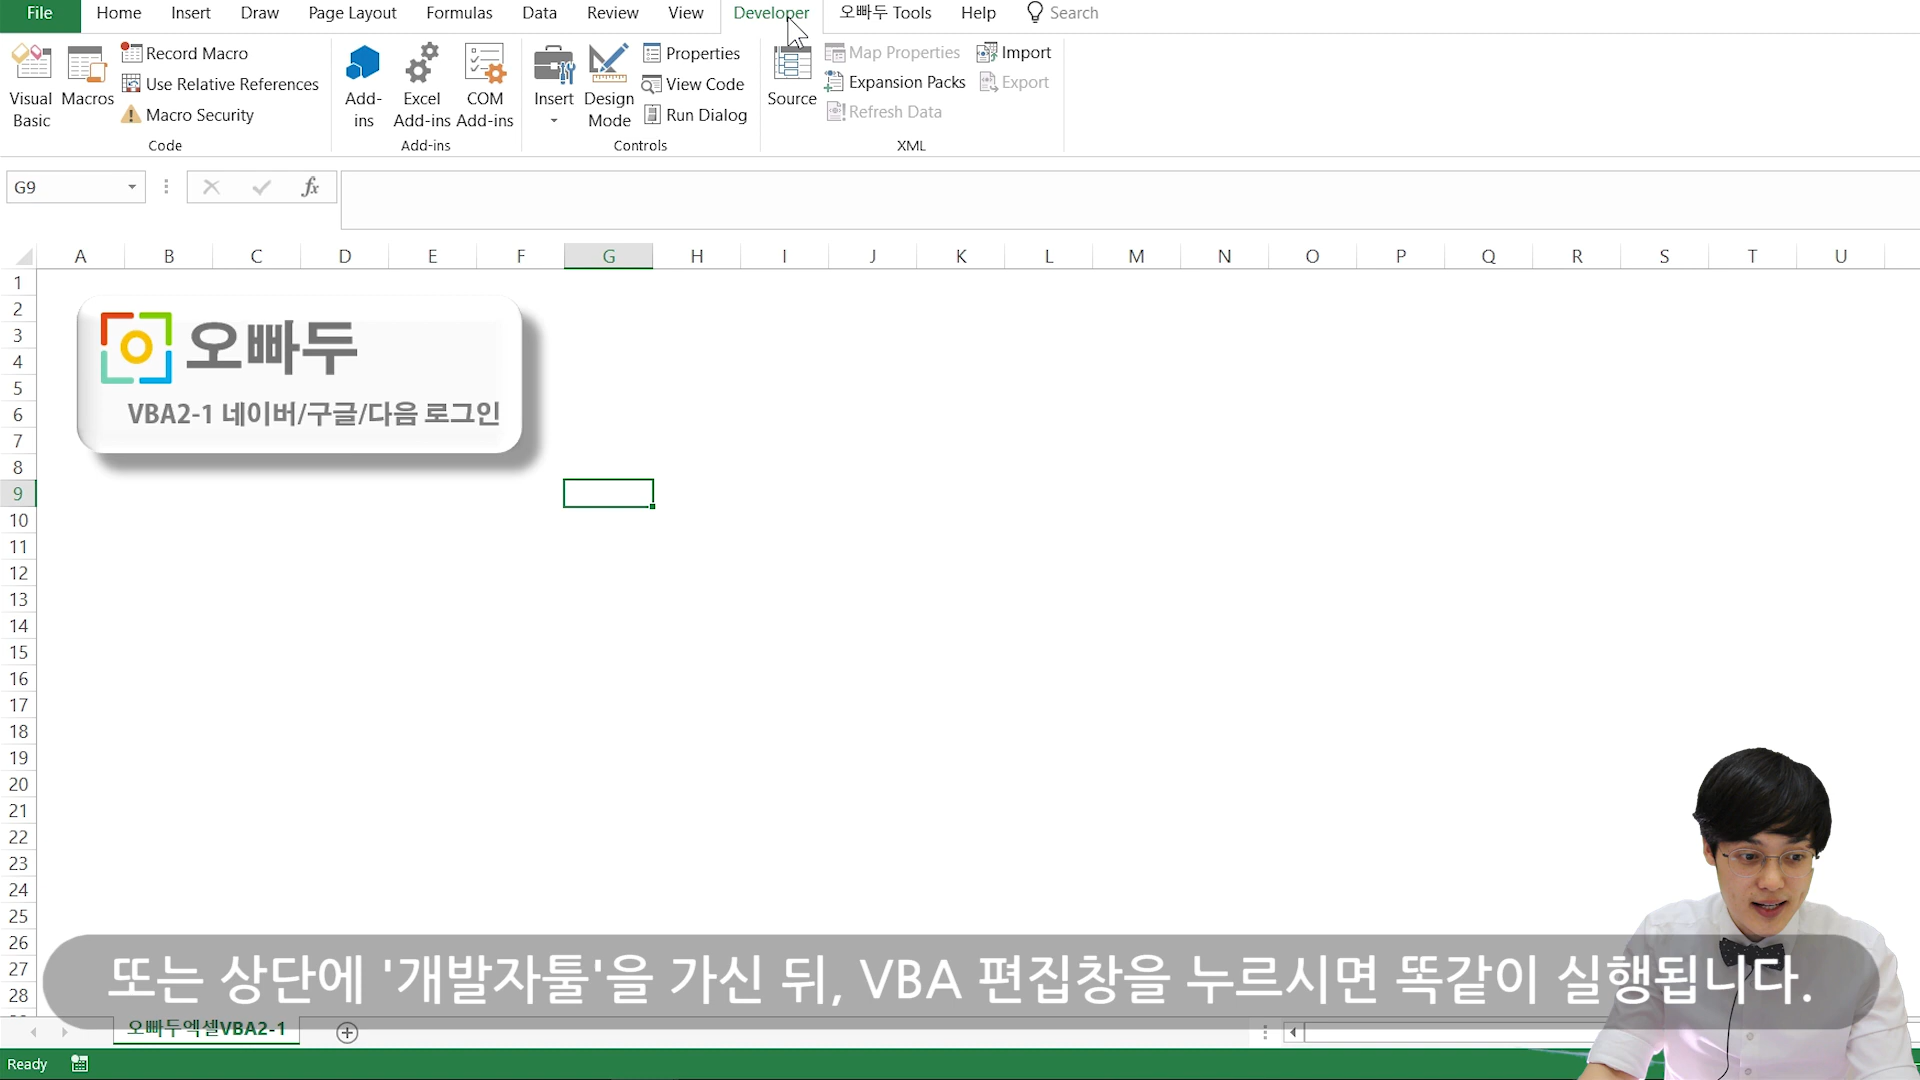 File Home Insert Draw Page Layout Formulas Data Review View Developer 오빠두 Tools Help Search
Visual Basic
Macros
Record Macro
Use Relative References
Macro Security
Code
Add-ins
Excel Add-ins
COM Add-ins
Add-ins
Insert
Design Mode
Properties
View Code
Run Dialog
Controls
Source
Map Properties
Expansion Packs
Refresh Data
Import
Export
XML
G9
fx
A B C D E F G H I J K L M N O P Q R S T U
1
2
3
4
5
6
7
8
9
10
11
12
13
14
15
16
17
18
19
20
21
22
23
24
25
26
27
28
오빠두
VBA2-1 네이버/구글/다음 로그인
또는 상단에 '개발자툴'을 가신 뒤, VBA 편집창을 누르시면 똑같이 실행됩니다.
오빠두엑셀VBA2-1
Ready